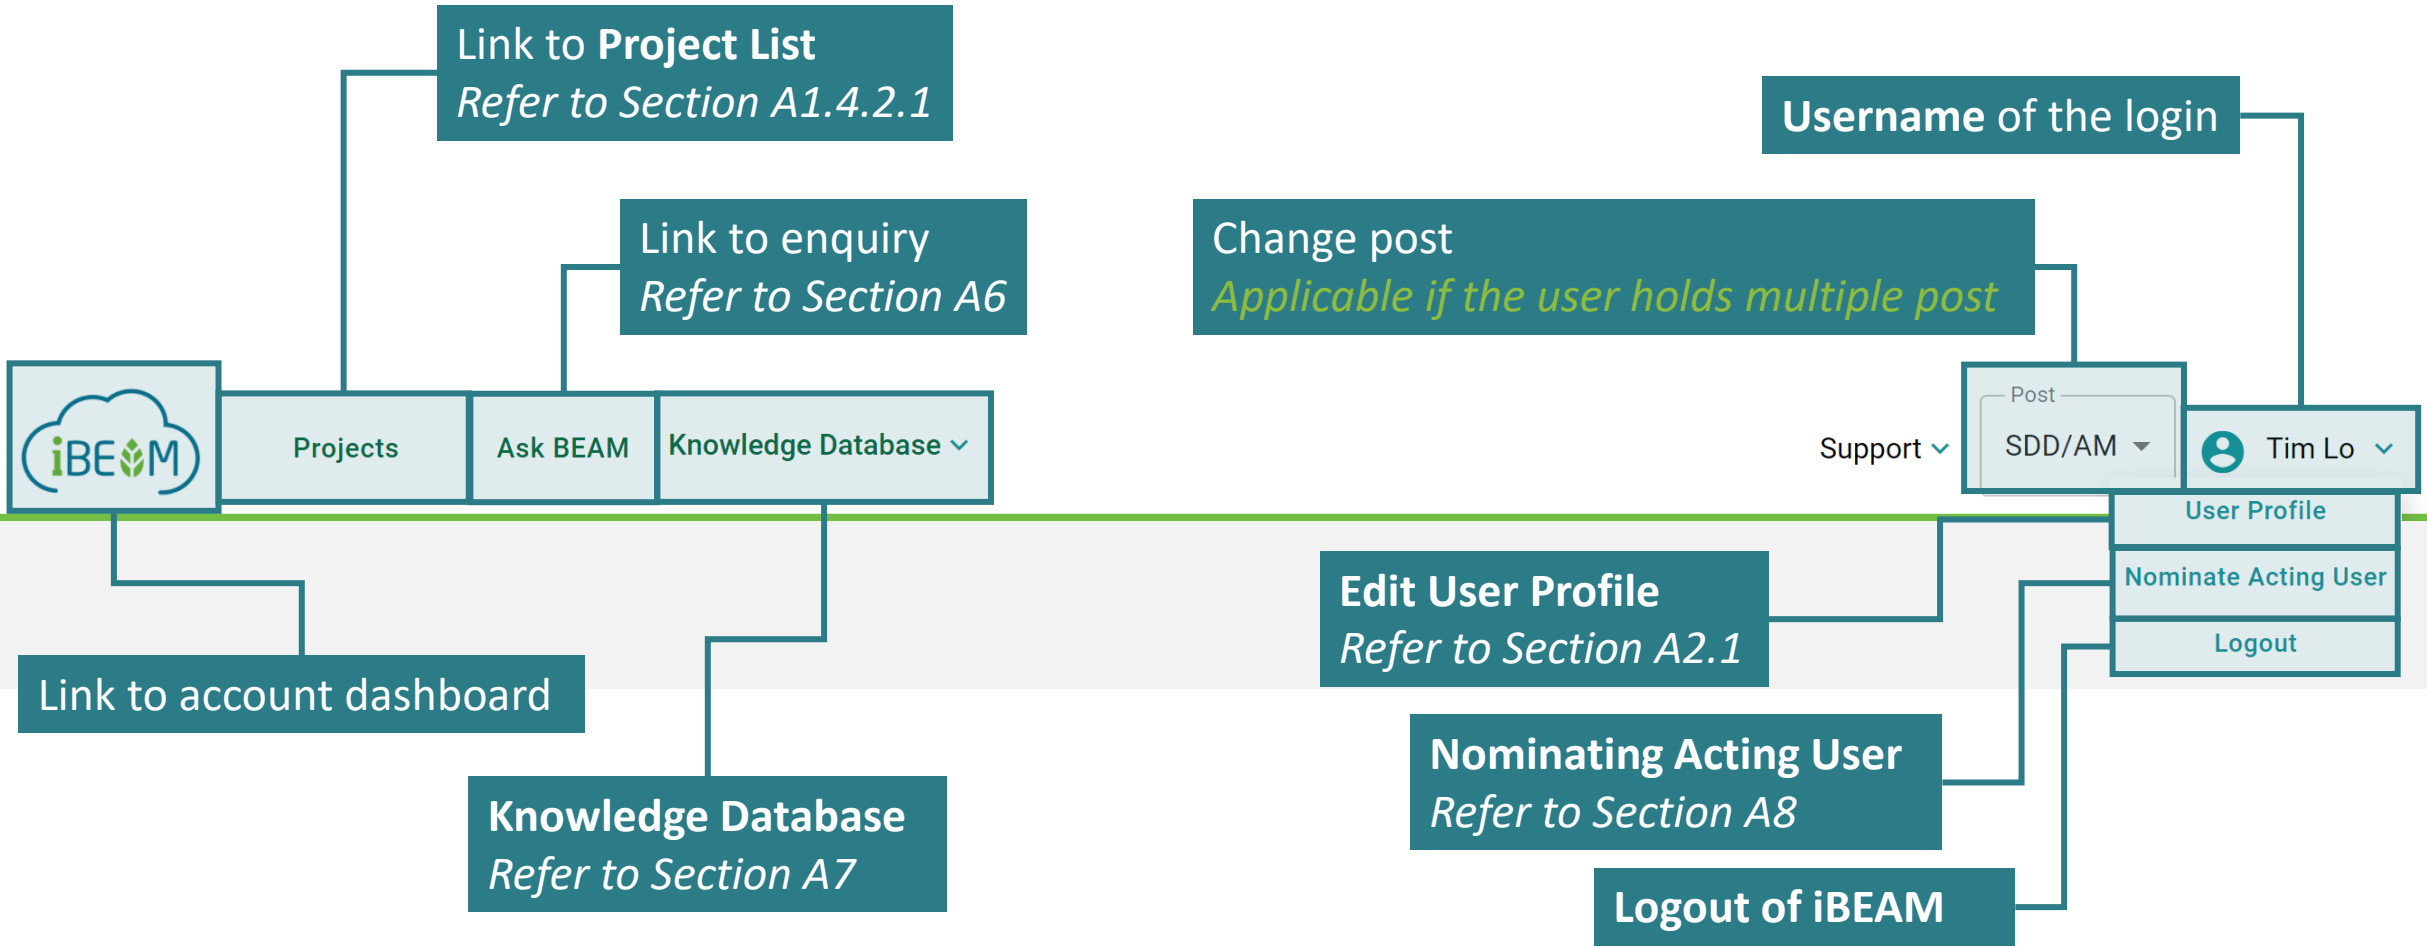 Link to Project List
Refer to Section A1.4.2.1
Username of the login
Link to enquiry
Refer to Section A6
Change post
Applicable if the user holds multiple post
iBEAM
Projects
Ask BEAM
Knowledge Database
Support
Post
SDD/AM
Tim Lo
User Profile
Nominate Acting User
Logout
Edit User Profile
Refer to Section A2.1
Link to account dashboard
Nominating Acting User
Refer to Section A8
Knowledge Database
Refer to Section A7
Logout of iBEAM